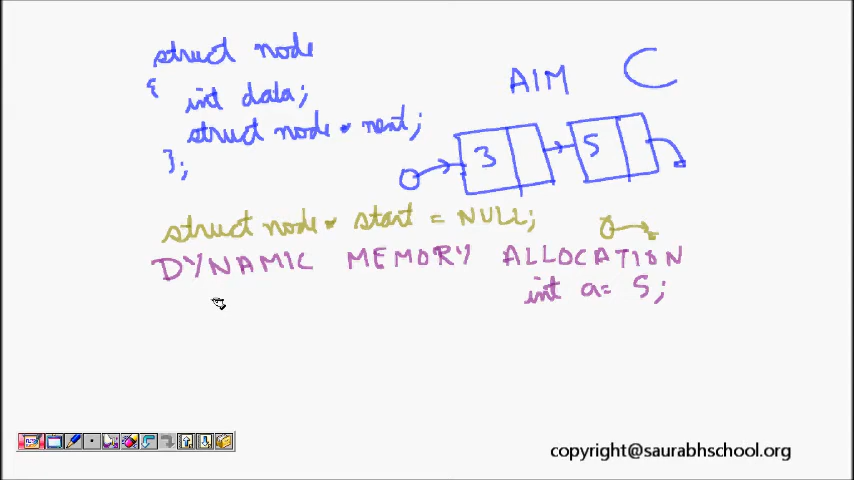 struct node
{ int data;
struct node * next;
};
AIM C
3 5
struct node * start = NULL;
DYNAMIC MEMORY ALLOCATION
int a= 5;
copyright@saurabhschool.org